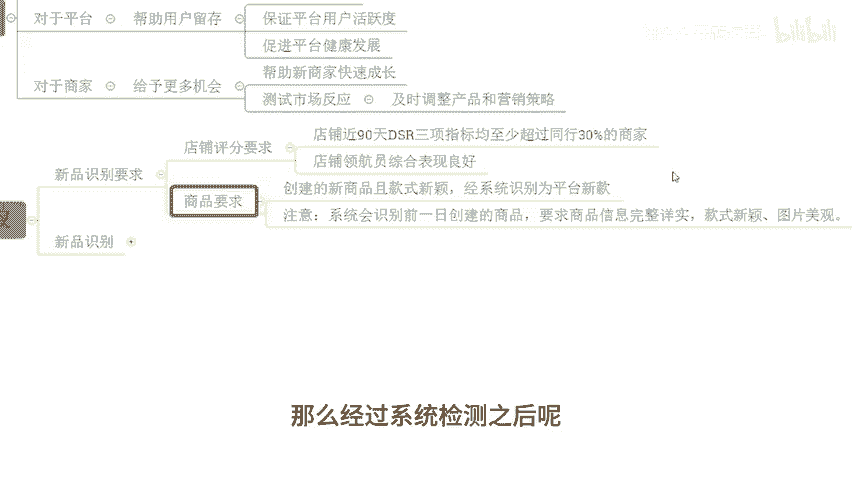 对于平台
帮助用户留存
保证平台用户活跃度
促进平台健康发展
对于商家
给予更多机会
帮助新商家快速成长
测试市场反应
及时调整产品和营销策略
新品识别要求
店铺评分要求
店铺近90天DSR三项指标均至少超过同行30%的商家
店铺领航员综合表现良好
商品要求
创建的新商品且款式新颖，经系统识别为平台新款
注意：系统会识别前一日创建的商品，要求商品信息完整详实，款式新颖、图片美观。
新品识别
那么经过系统检测之后呢
bilibili